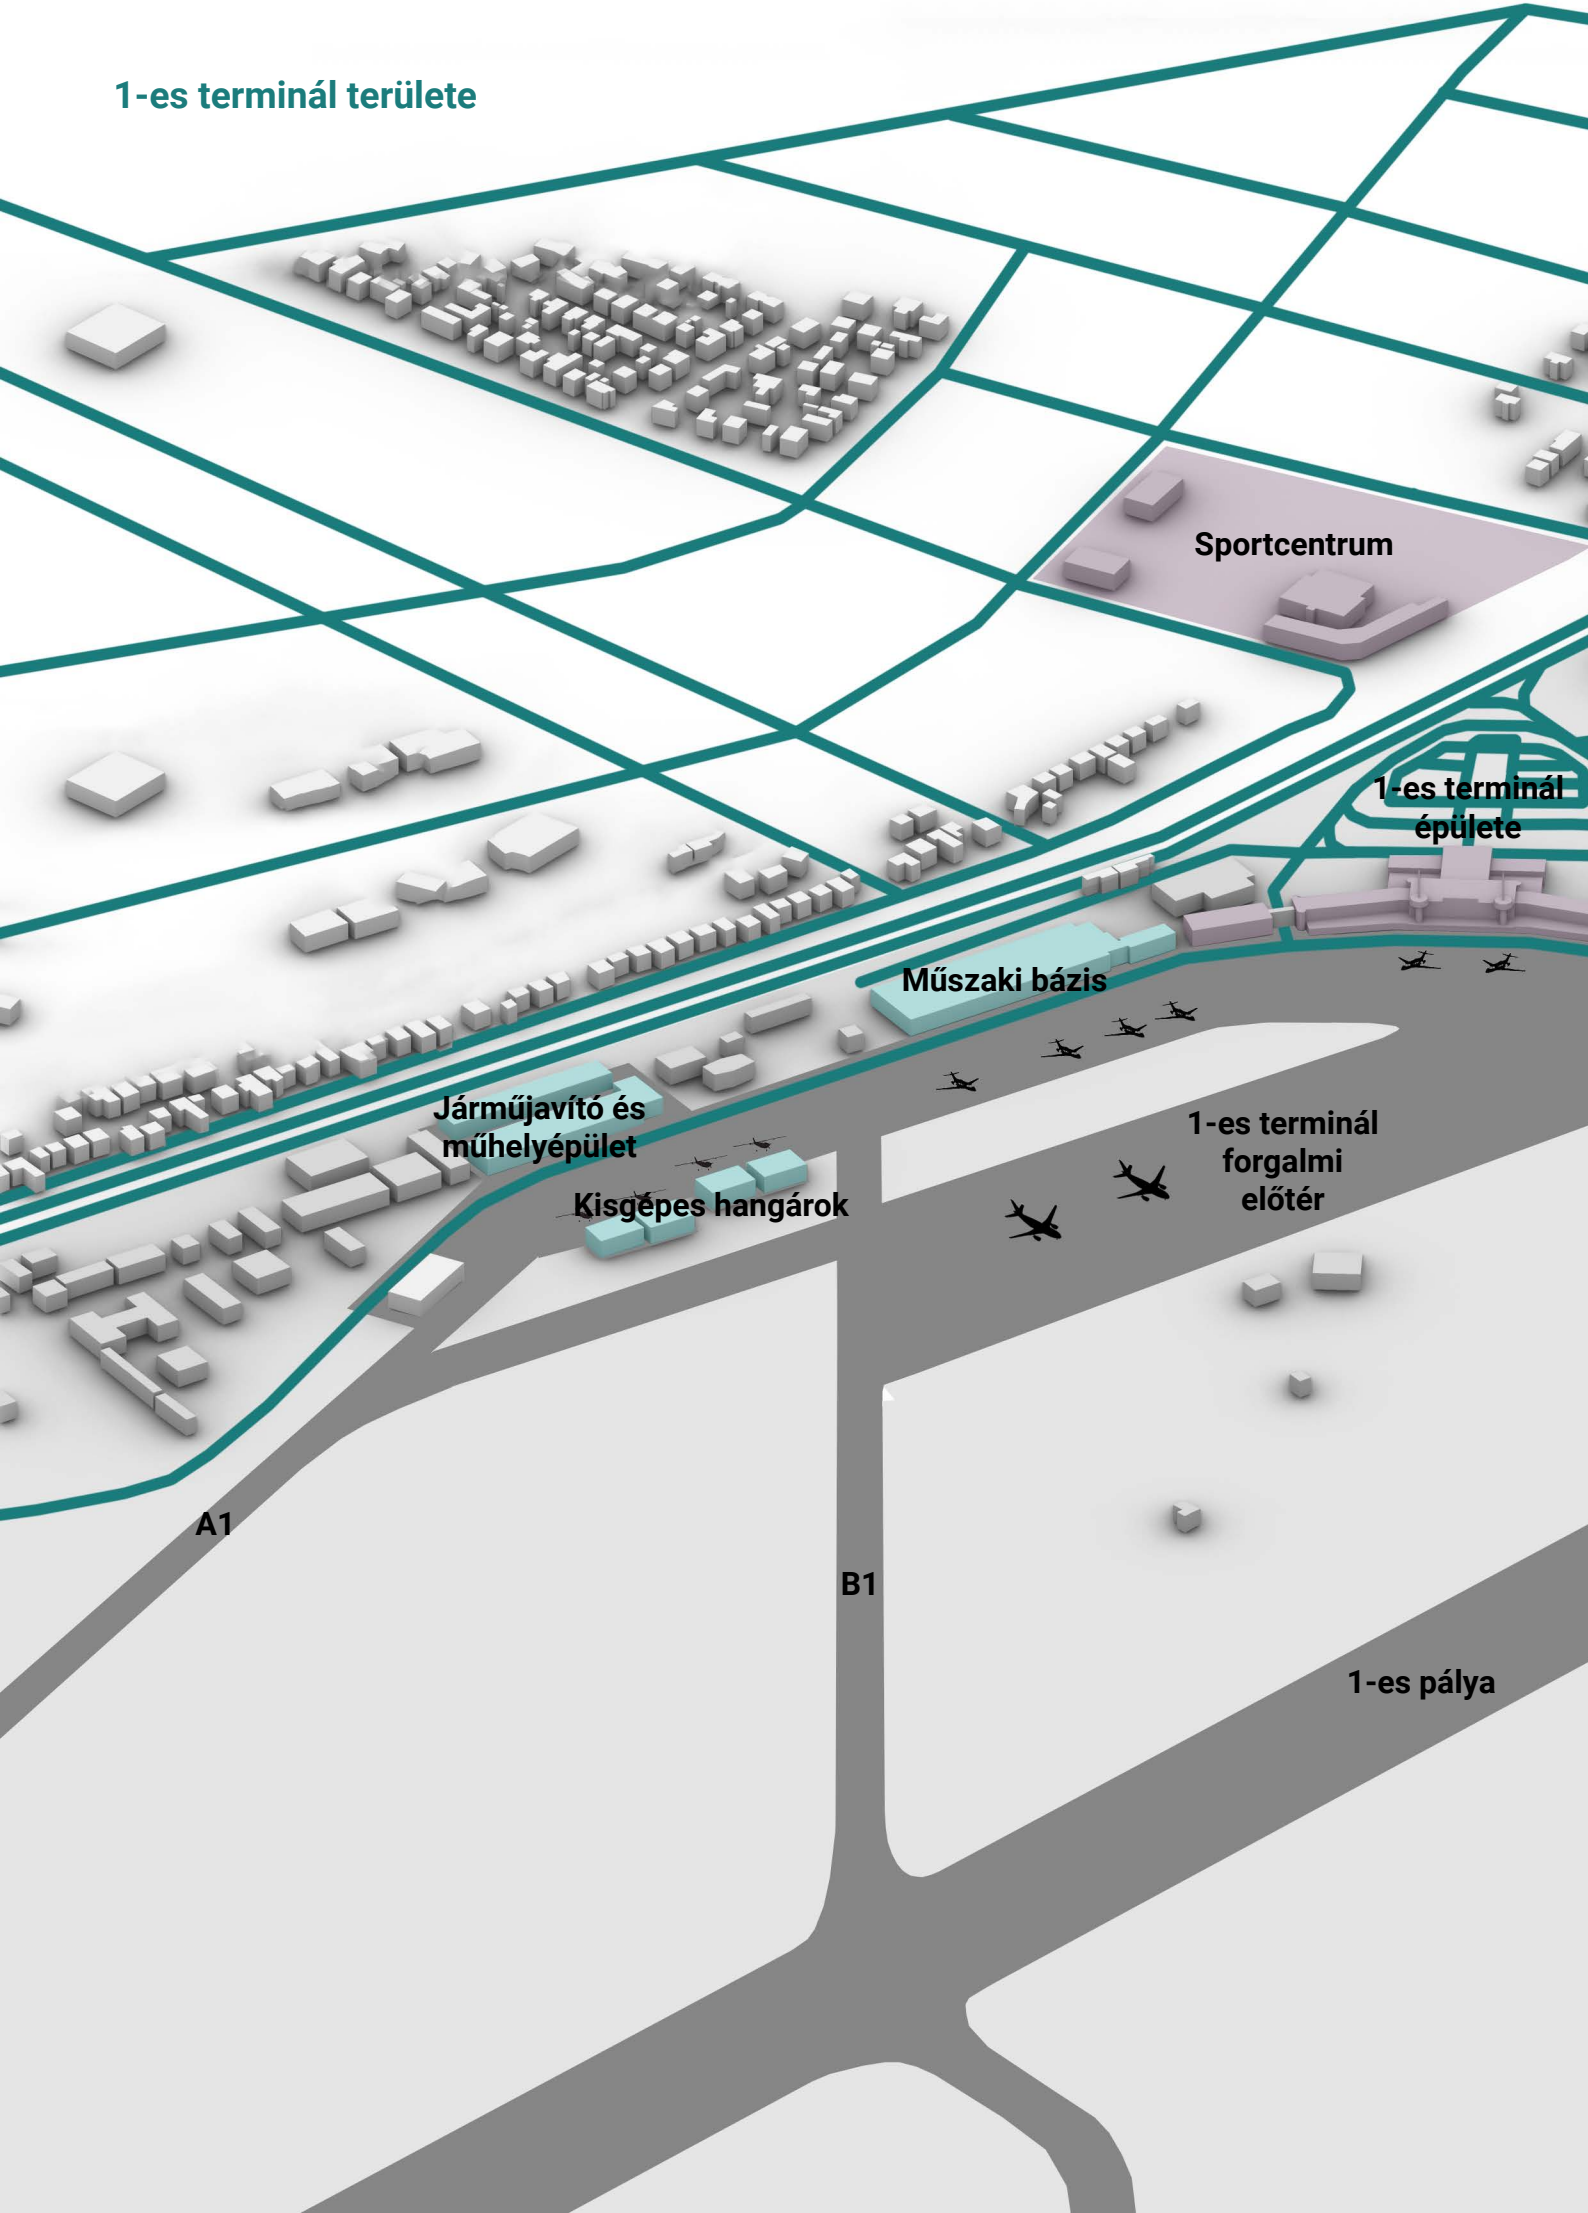 1-es terminál területe
Sportcentrum
1-es terminál
épülete
Műszaki bázis
Járműjavító és
műhelyépület
1-es terminál
forgalmi
előtér
Kisgépes hangárok
A1
B1
1-es pálya